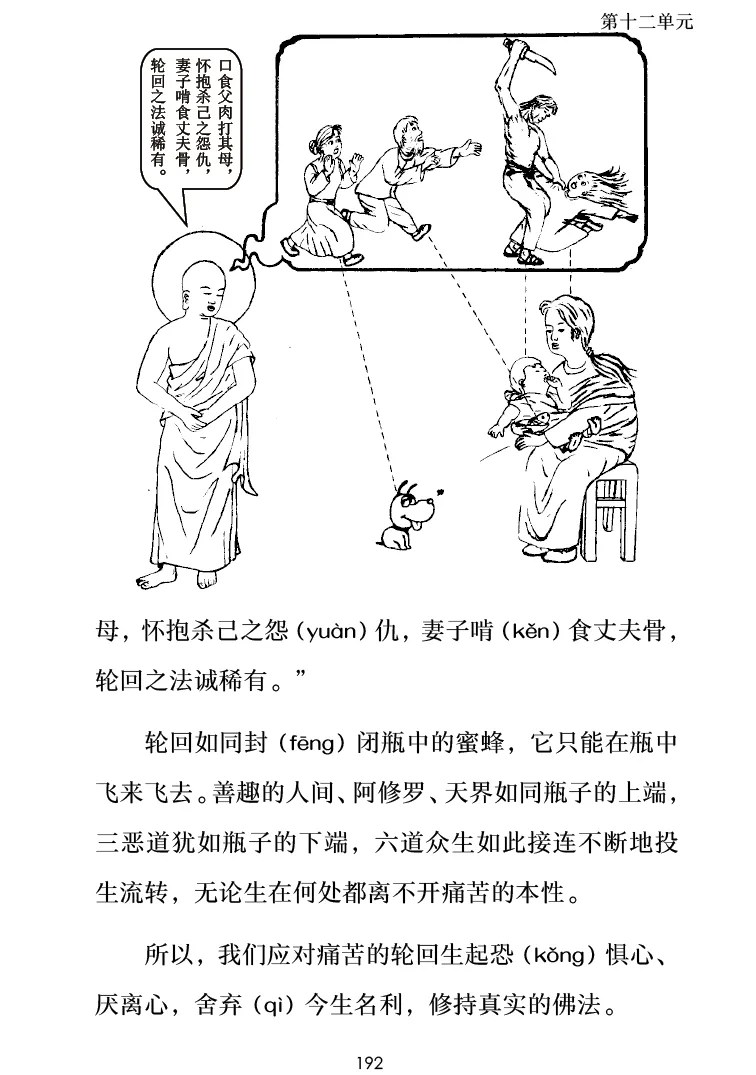 第十二单元
口食父肉打其母，
怀抱杀己之怨仇，
妻子啃食丈夫骨，
轮回之法诚稀有。
母，怀抱杀己之怨（yuàn）仇，妻子啃（kěn）食丈夫骨，
轮回之法诚稀有。”
轮回如同封（fēng）闭瓶中的蜜蜂，它只能在瓶中
飞来飞去。善趣的人间、阿修罗、天界如同瓶子的上端，
三恶道犹如瓶子的下端，六道众生如此接连不断地投
生流转，无论生在何处都离不开痛苦的本性。
所以，我们应对痛苦的轮回生起恐（kǒng）惧心、
厌离心，舍弃（qì）今生名利，修持真实的佛法。
192